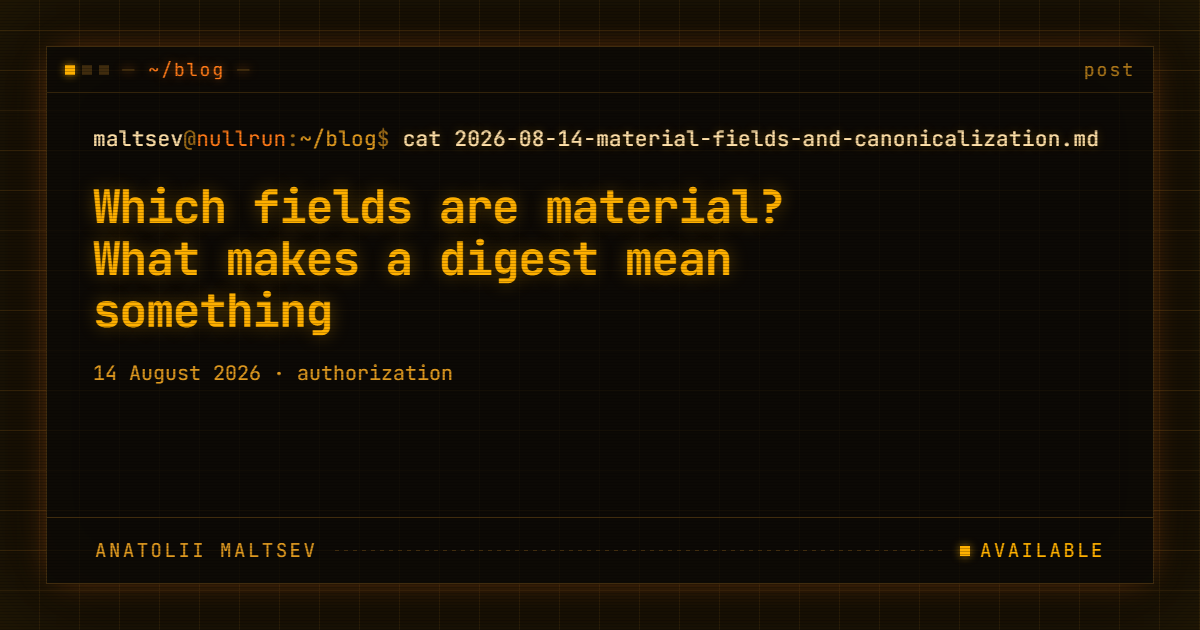 — ~/blog —
post
maltsev@nullrun:~/blog$ cat 2026-08-14-material-fields-and-canonicalization.md
Which fields are material?
What makes a digest mean
something
14 August 2026 · authorization
ANATOLII MALTSEV
AVAILABLE